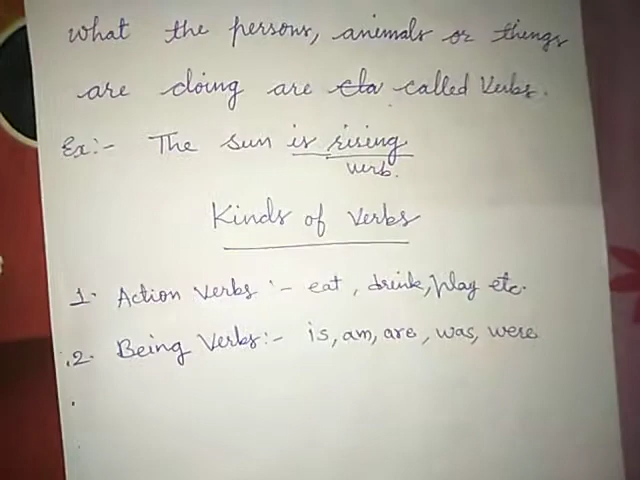 what the persons, animals or things
are doing are cla called Verbs.
Ex:- The sun is rising
verb.
Kinds of Verbs
1. Action Verbs :- eat, drink, play etc.
2. Being Verbs:- is, am, are, was, were